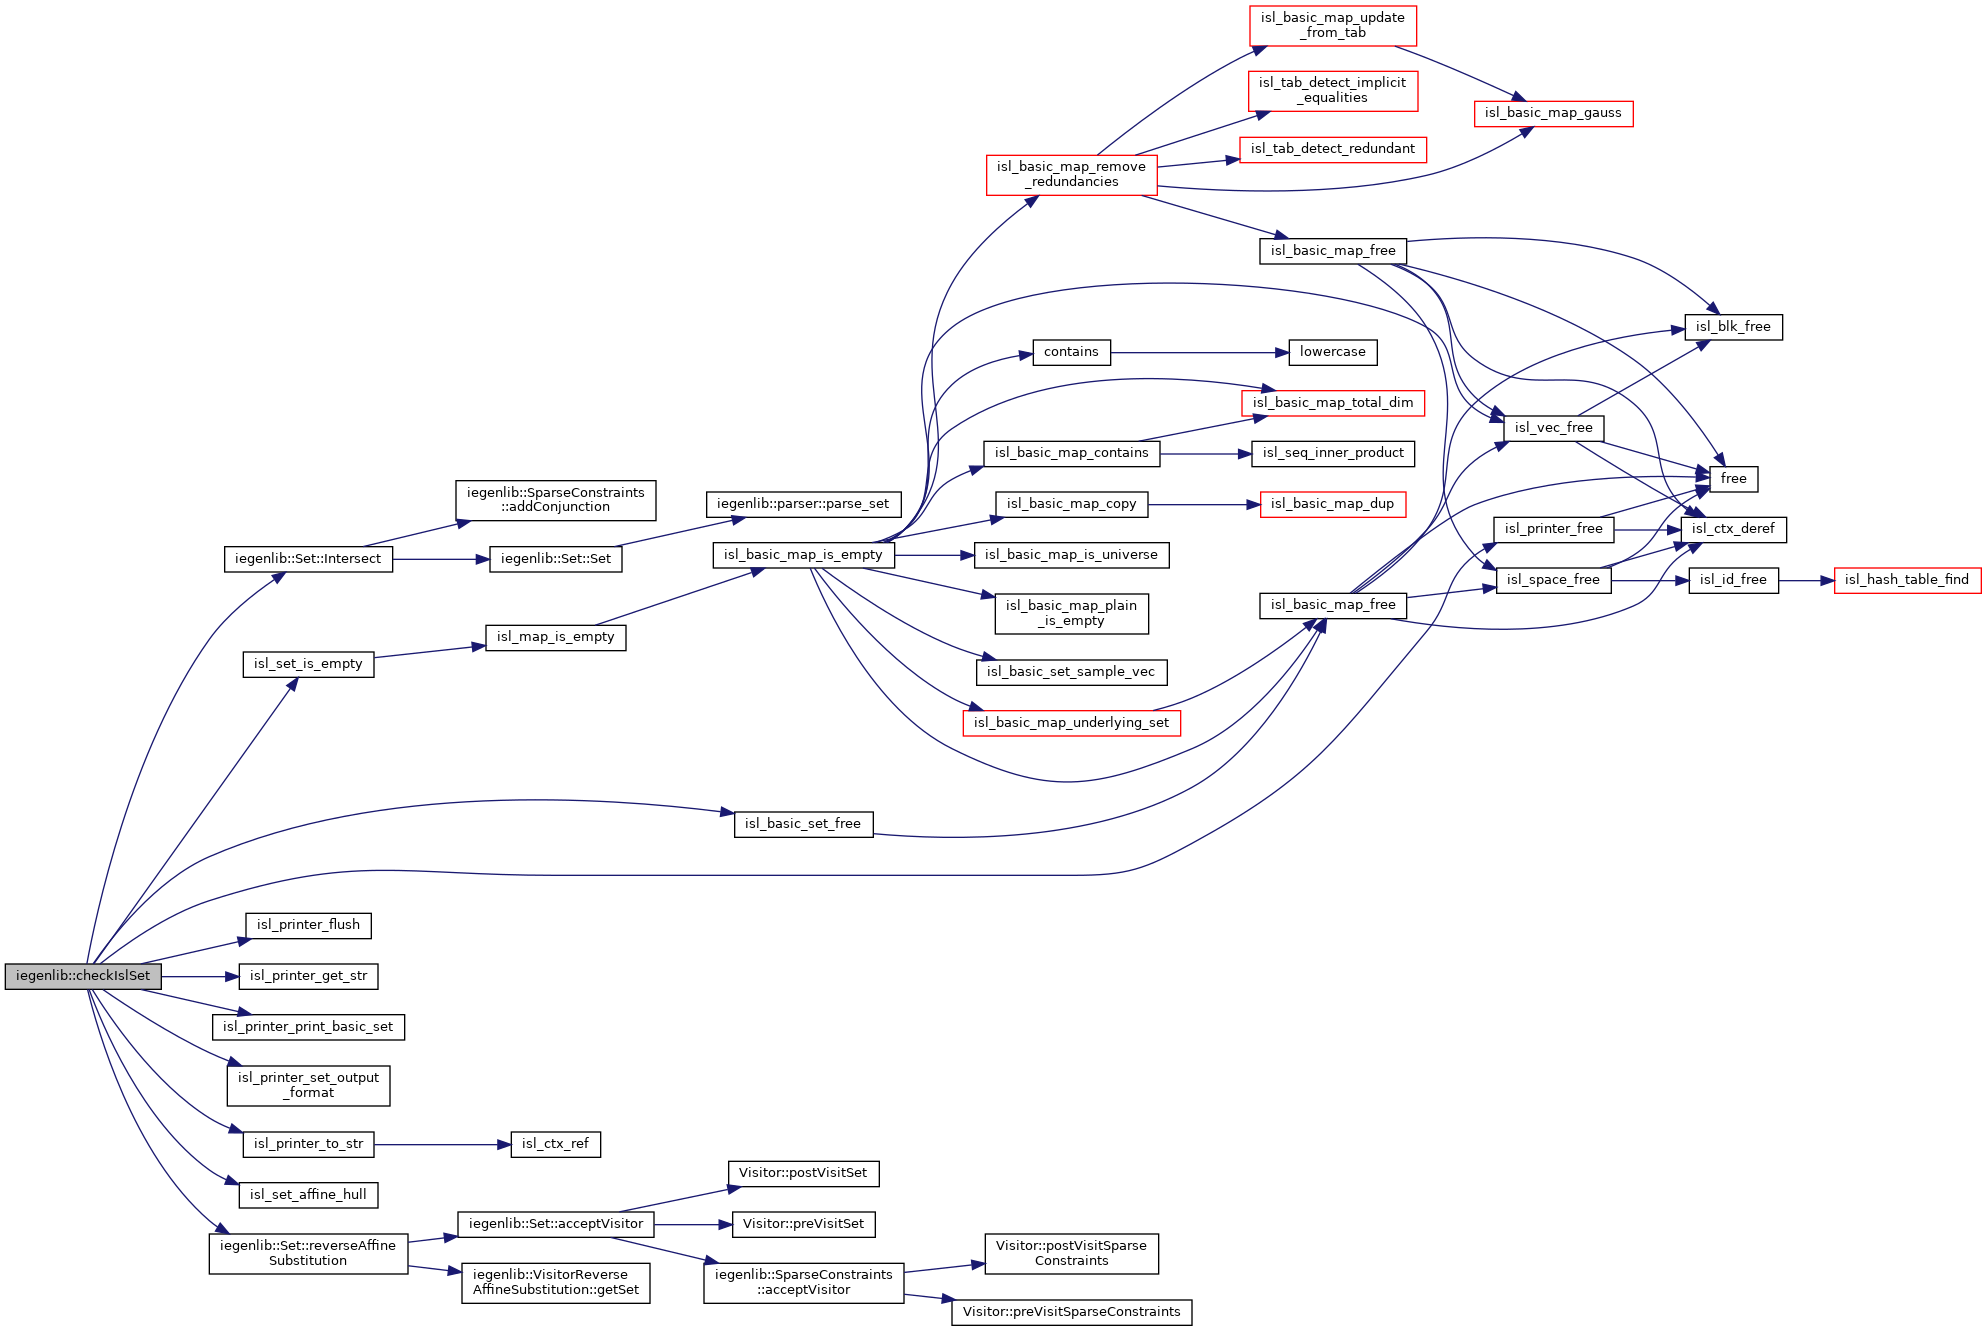 isl_basic_map_update
_from_tab
isl_tab_detect_implicit
_equalities
isl_basic_map_gauss
isl_tab_detect_redundant
isl_basic_map_remove
_redundancies
isl_basic_map_free
isl_blk_free
contains
lowercase
isl_basic_map_total_dim
isl_vec_free
isl_basic_map_contains
isl_seq_inner_product
free
iegenlib::SparseConstraints
::addConjunction
iegenlib::parser::parse_set
isl_basic_map_copy
isl_basic_map_dup
isl_printer_free
isl_ctx_deref
iegenlib::Set::Intersect
iegenlib::Set::Set
isl_basic_map_is_empty
isl_basic_map_is_universe
isl_space_free
isl_id_free
isl_hash_table_find
isl_basic_map_plain
_is_empty
isl_basic_map_free
isl_map_is_empty
isl_set_is_empty
isl_basic_set_sample_vec
isl_basic_map_underlying_set
isl_basic_set_free
isl_printer_flush
iegenlib::checkIslSet
isl_printer_get_str
isl_printer_print_basic_set
isl_printer_set_output
_format
isl_printer_to_str
isl_ctx_ref
isl_set_affine_hull
Visitor::postVisitSet
iegenlib::Set::acceptVisitor
Visitor::preVisitSet
iegenlib::Set::reverseAffine
Substitution
iegenlib::VisitorReverse
AffineSubstitution::getSet
iegenlib::SparseConstraints
::acceptVisitor
Visitor::postVisitSparse
Constraints
Visitor::preVisitSparseConstraints